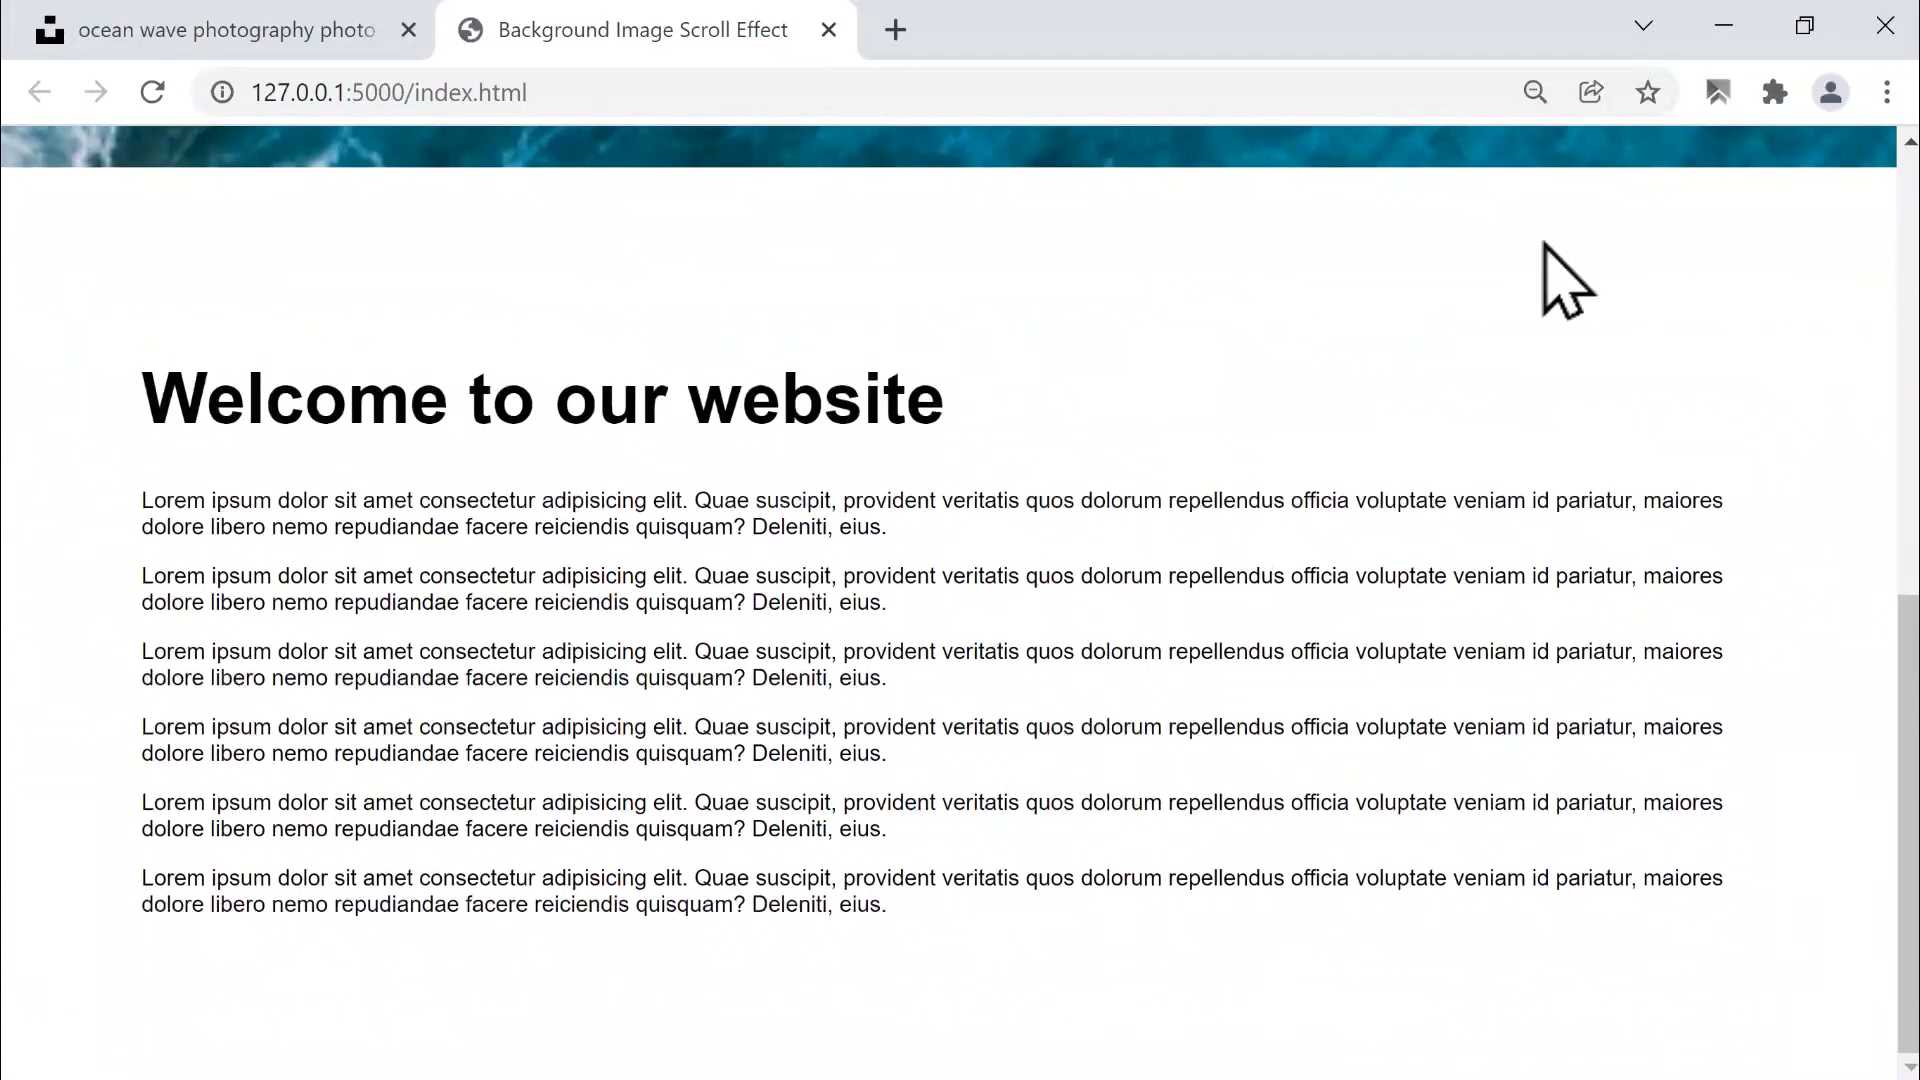 ocean wave photography photo
Background Image Scroll Effect
127.0.0.1:5000/index.html
Welcome to our website
Lorem ipsum dolor sit amet consectetur adipisicing elit. Quae suscipit, provident veritatis quos dolorum repellendus officia voluptate veniam id pariatur, maiores
dolore libero nemo repudiandae facere reiciendis quisquam? Deleniti, eius.
Lorem ipsum dolor sit amet consectetur adipisicing elit. Quae suscipit, provident veritatis quos dolorum repellendus officia voluptate veniam id pariatur, maiores
dolore libero nemo repudiandae facere reiciendis quisquam? Deleniti, eius.
Lorem ipsum dolor sit amet consectetur adipisicing elit. Quae suscipit, provident veritatis quos dolorum repellendus officia voluptate veniam id pariatur, maiores
dolore libero nemo repudiandae facere reiciendis quisquam? Deleniti, eius.
Lorem ipsum dolor sit amet consectetur adipisicing elit. Quae suscipit, provident veritatis quos dolorum repellendus officia voluptate veniam id pariatur, maiores
dolore libero nemo repudiandae facere reiciendis quisquam? Deleniti, eius.
Lorem ipsum dolor sit amet consectetur adipisicing elit. Quae suscipit, provident veritatis quos dolorum repellendus officia voluptate veniam id pariatur, maiores
dolore libero nemo repudiandae facere reiciendis quisquam? Deleniti, eius.
Lorem ipsum dolor sit amet consectetur adipisicing elit. Quae suscipit, provident veritatis quos dolorum repellendus officia voluptate veniam id pariatur, maiores
dolore libero nemo repudiandae facere reiciendis quisquam? Deleniti, eius.